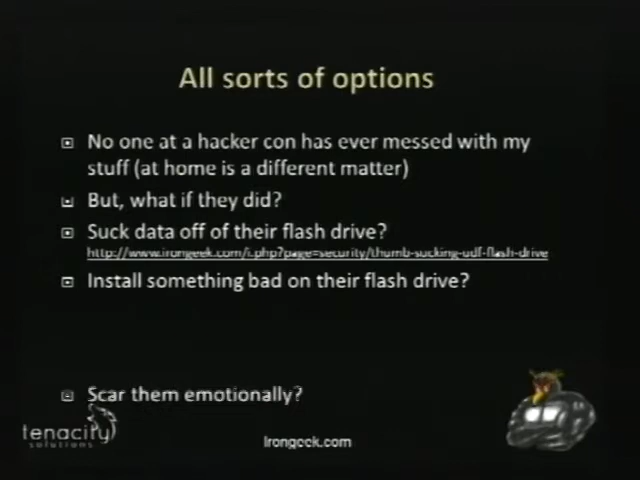 All sorts of options
No one at a hacker con has ever messed with my
stuff (at home is a different matter)
But, what if they did?
Suck data off of their flash drive?
http://www.irongeek.com/i.php?page=security/thumb-sucking-udf-flash-drive
Install something bad on their flash drive?
Scar them emotionally?
tenacity
solutions
Irongeek.com